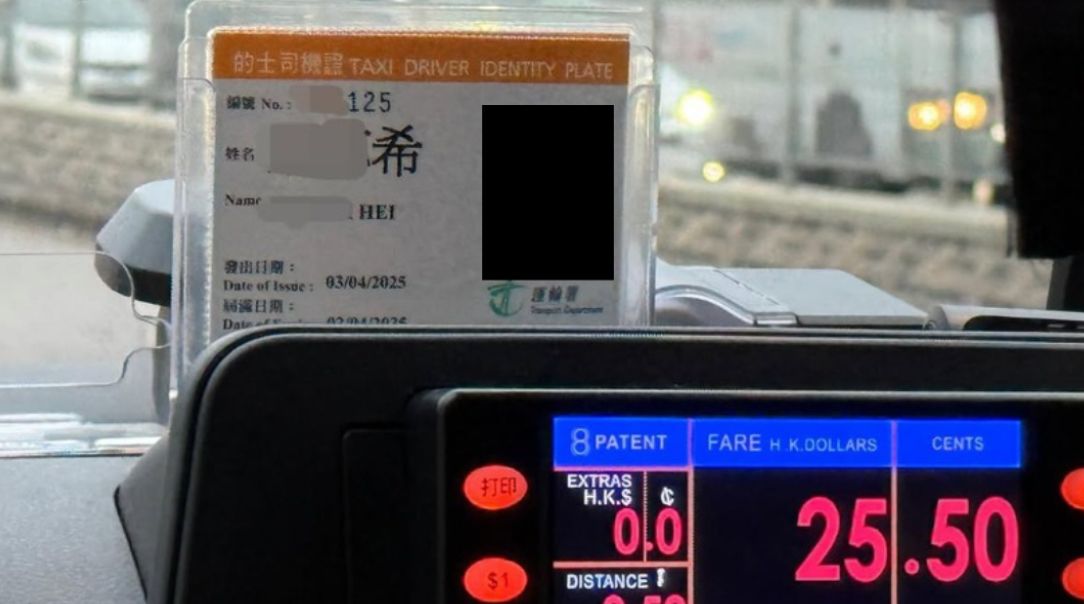 的士司機證 TAXI DRIVER IDENTITY PLATE
編號 No. : 125
姓名 希
Name HEI
發出日期：
Date of Issue : 03/04/2025
屆滿日期：
Date of
運輸署
Transport Department
8 PATENT
FARE H.K.DOLLARS
CENTS
打印
EXTRAS
H.K.$ ¢
0.0
25.50
$1
DISTANCE